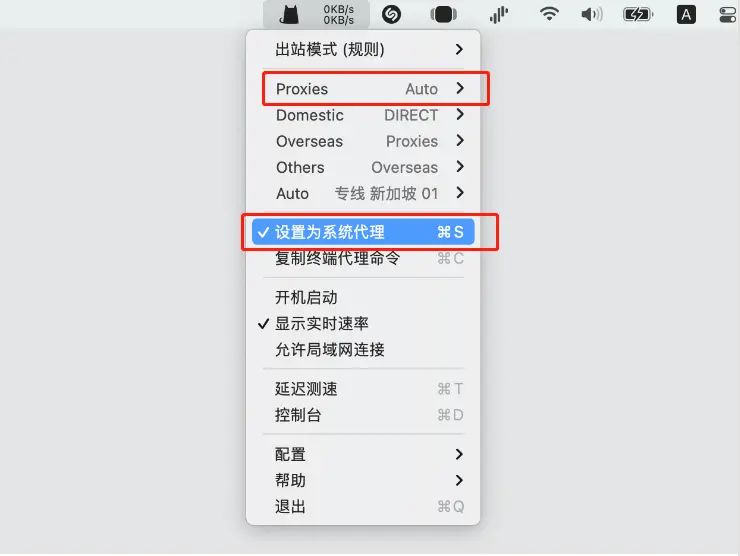 0KB/s
0KB/s
A
出站模式 (规则)
Proxies Auto
Domestic DIRECT
Overseas Proxies
Others Overseas
Auto 专线 新加坡 01
设置为系统代理 ⌘S
复制终端代理命令 ⌘C
开机启动
显示实时速率
允许局域网连接
延迟测速 ⌘T
控制台 ⌘D
配置
帮助
退出 ⌘Q